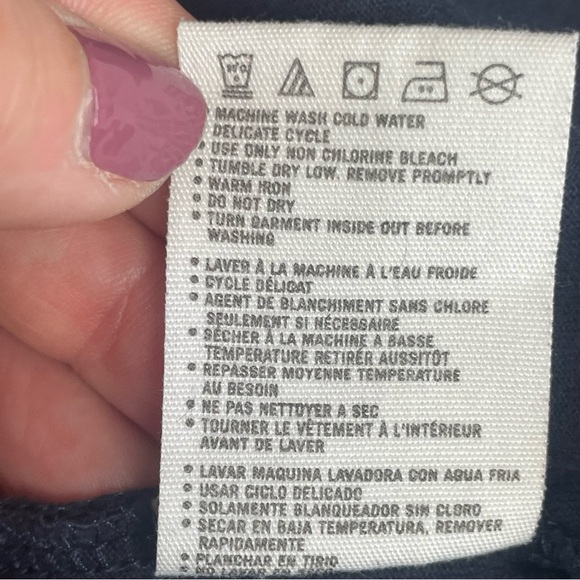 • MACHINE WASH COLD WATER
DELICATE CYCLE
• USE ONLY NON CHLORINE BLEACH
• TUMBLE DRY LOW. REMOVE PROMPTLY
• WARM IRON
• DO NOT DRY
• TURN GARMENT INSIDE OUT BEFORE
WASHING
• LAVER À LA MACHINE À L'EAU FROIDE
• CYCLE DÉLICAT
• AGENT DE BLANCHIMENT SANS CHLORE
SEULEMENT SI NÉCESSAIRE
• SÉCHER À LA MACHINE A BASSE
TEMPERATURE RETIRÉR AUSSITÔT
• REPASSER MOYENNE TEMPERATURE
AU BESOIN
• NE PAS NETTOYER A SEC
• TOURNER LE VÊTEMENT À L'INTÉRIEUR
AVANT DE LAVER
• LAVAR MAQUINA LAVADORA CON AGUA FRIA
• USAR CICLO DELICADO
• SOLAMENTE BLANQUEADOR SIN CLORO
• SECAR EN BAJA TEMPERATURA, REMOVER
RAPIDAMENTE
• PLANCHAR EN TIBIO